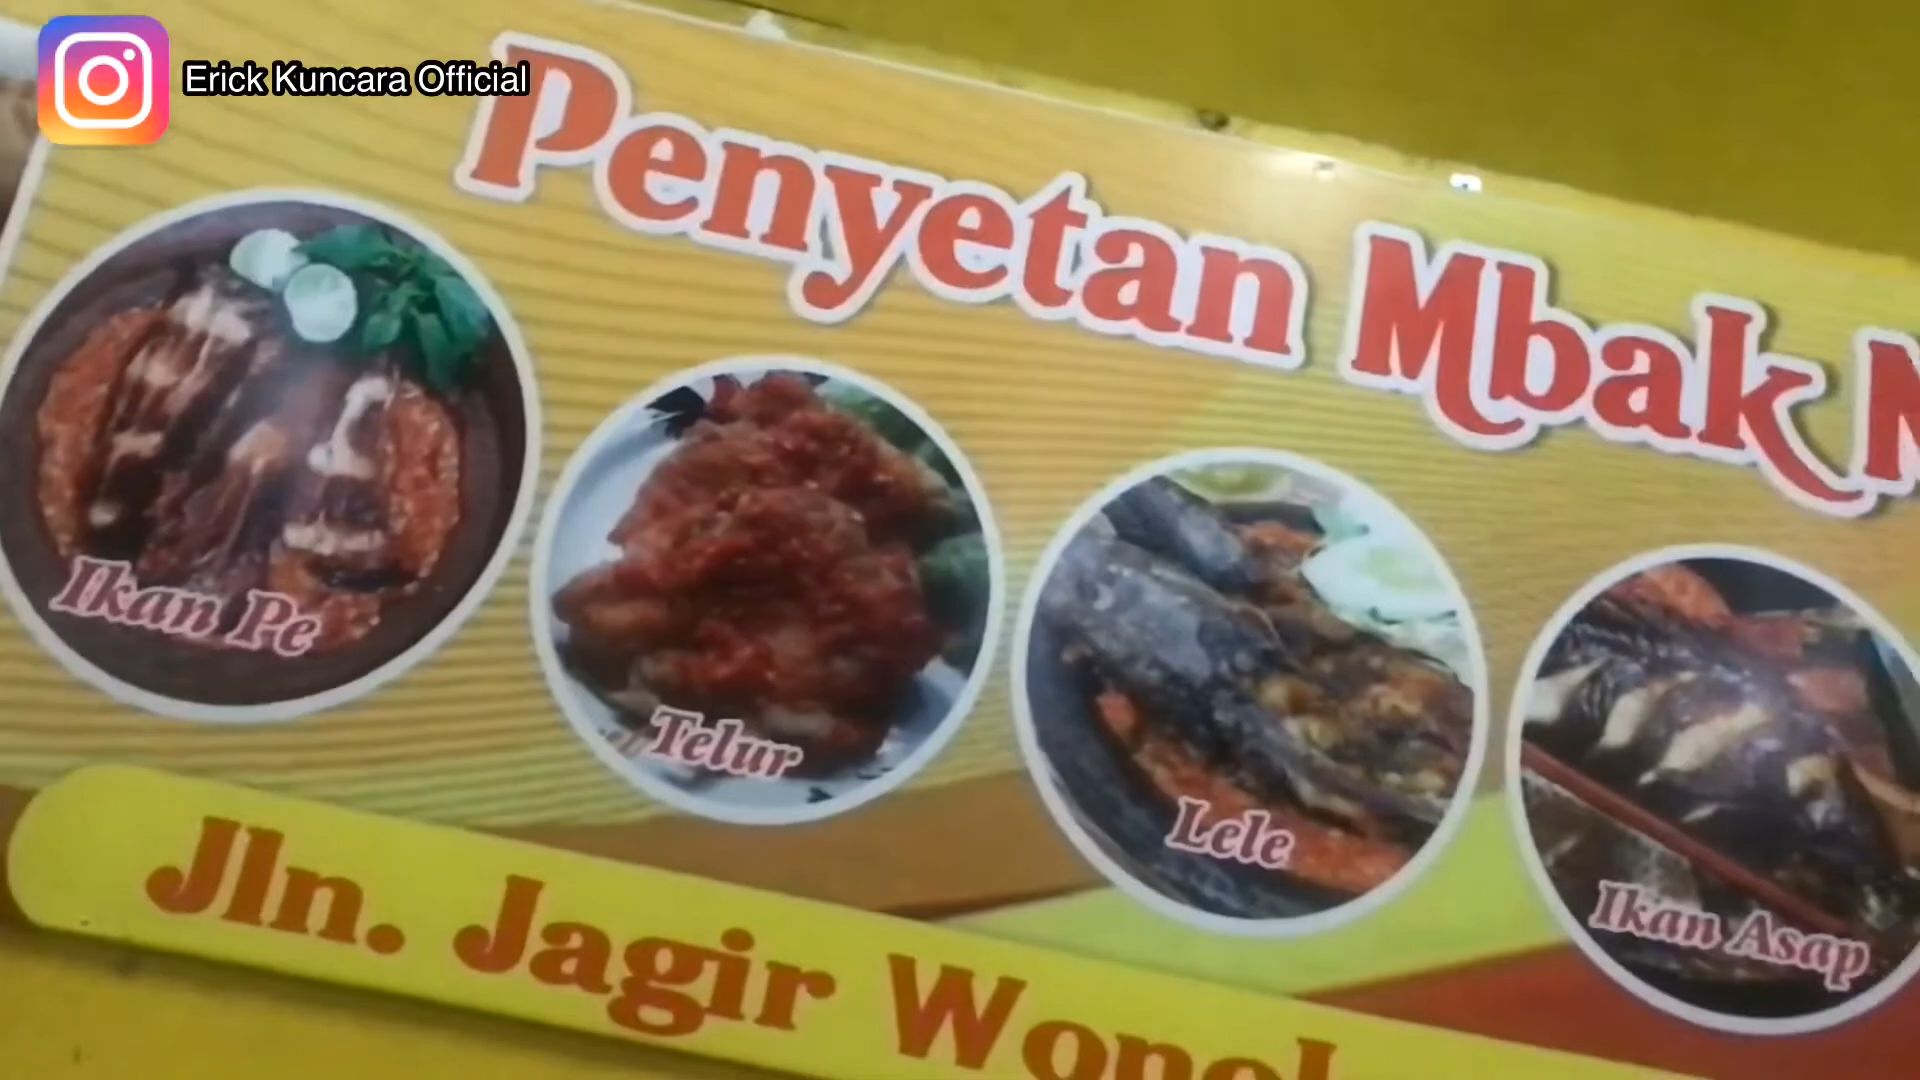 Erick Kuncara Official
Penyetan Mbak
Ikan Pe
Telur
Lele
Ikan Asap
Jln. Jagir